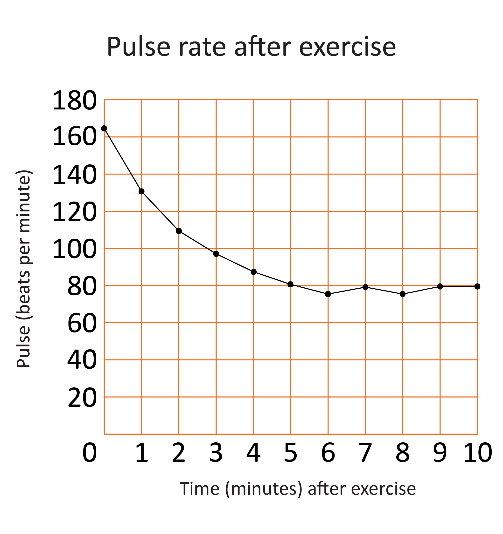 Pulse rate after exercise
180
160
140
120
100
80
60
40
20
Pulse (beats per minute)
0 1 2 3 4 5 6 7 8 9 10
Time (minutes) after exercise